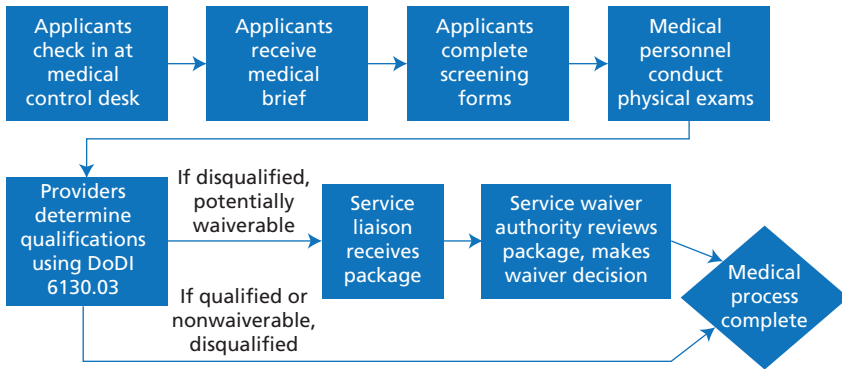 Applicants
check in at
medical
control desk
Applicants
receive
medical
brief
Applicants
complete
screening
forms
Medical
personnel
conduct
physical exams
Providers
determine
qualifications
using DoDI
6130.03
If disqualified,
potentially
waiverable
Service
liaison
receives
package
Service waiver
authority reviews
package, makes
waiver decision
Medical
process
complete
If qualified or
nonwaiverable,
disqualified